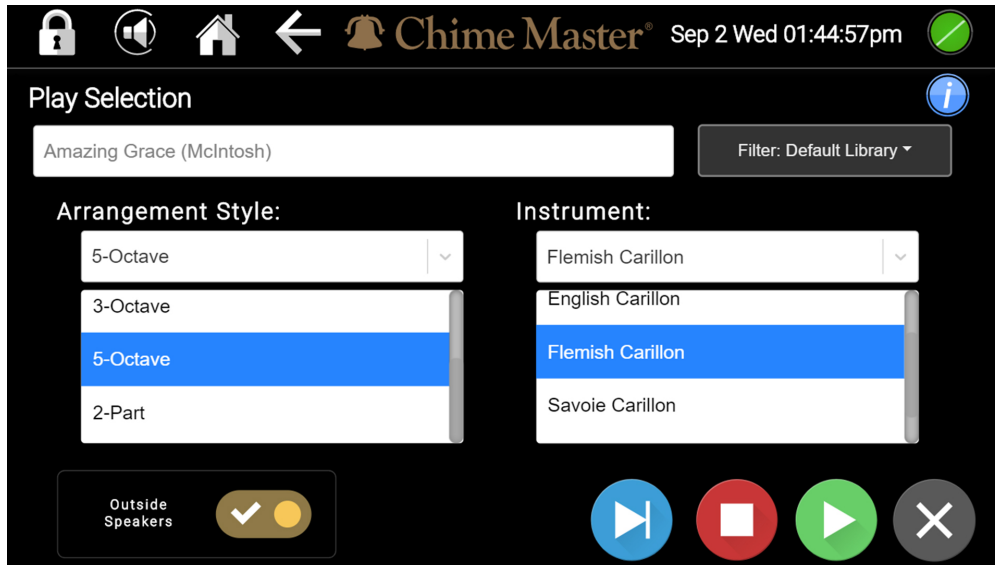 Chime Master® Sep 2 Wed 01:44:57pm
Play Selection
i
Amazing Grace (McIntosh) Filter: Default Library
Arrangement Style: Instrument:
5-Octave Flemish Carillon
3-Octave English Carillon
5-Octave Flemish Carillon
2-Part Savoie Carillon
Outside
Speakers